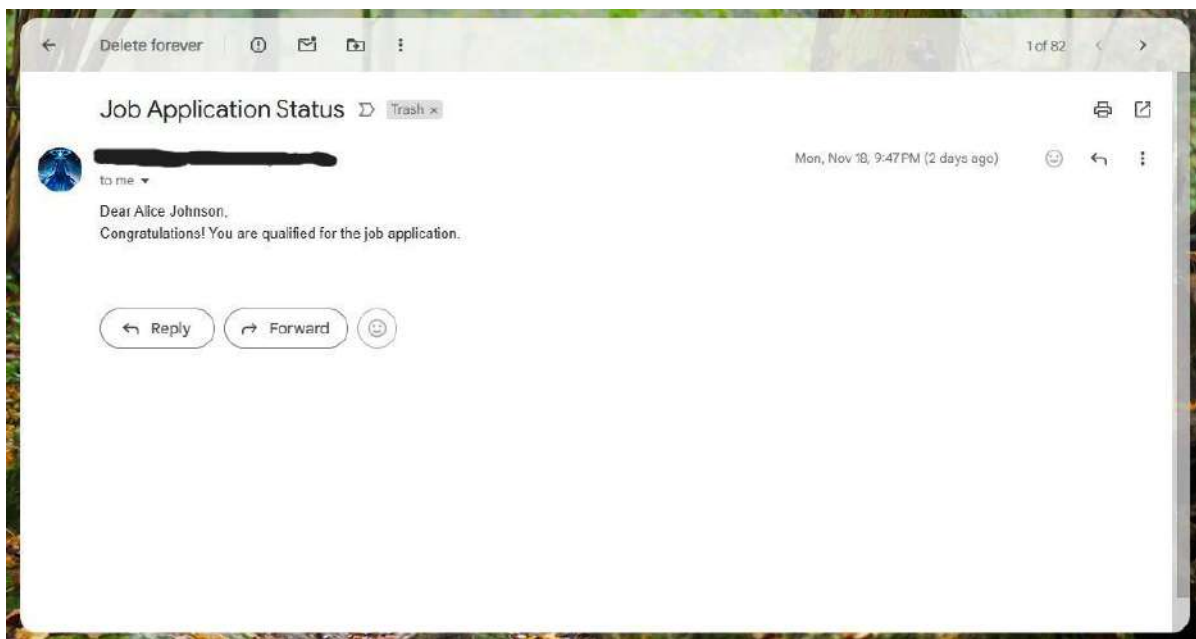 Delete forever
1 of 82
Job Application Status
Trash ×
Mon, Nov 18, 9:47 PM (2 days ago)
to me
Dear Alice Johnson,
Congratulations! You are qualified for the job application.
Reply
Forward